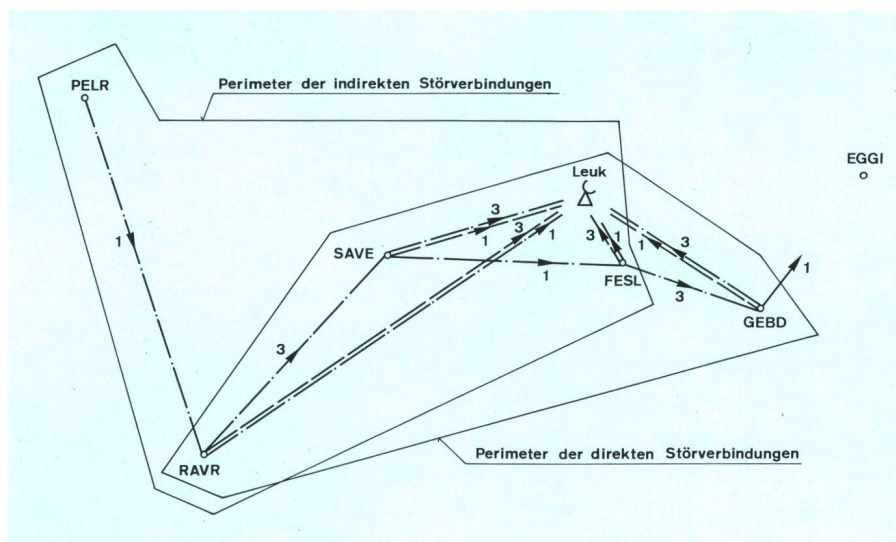 PELR
Perimeter der indirekten Störverbindungen
EGGI
Leuk
3
3
1
1
3
1
1
3
1
SAVE
1
3
1
FESL
3
GEBD
3
RAVR
Perimeter der direkten Störverbindungen